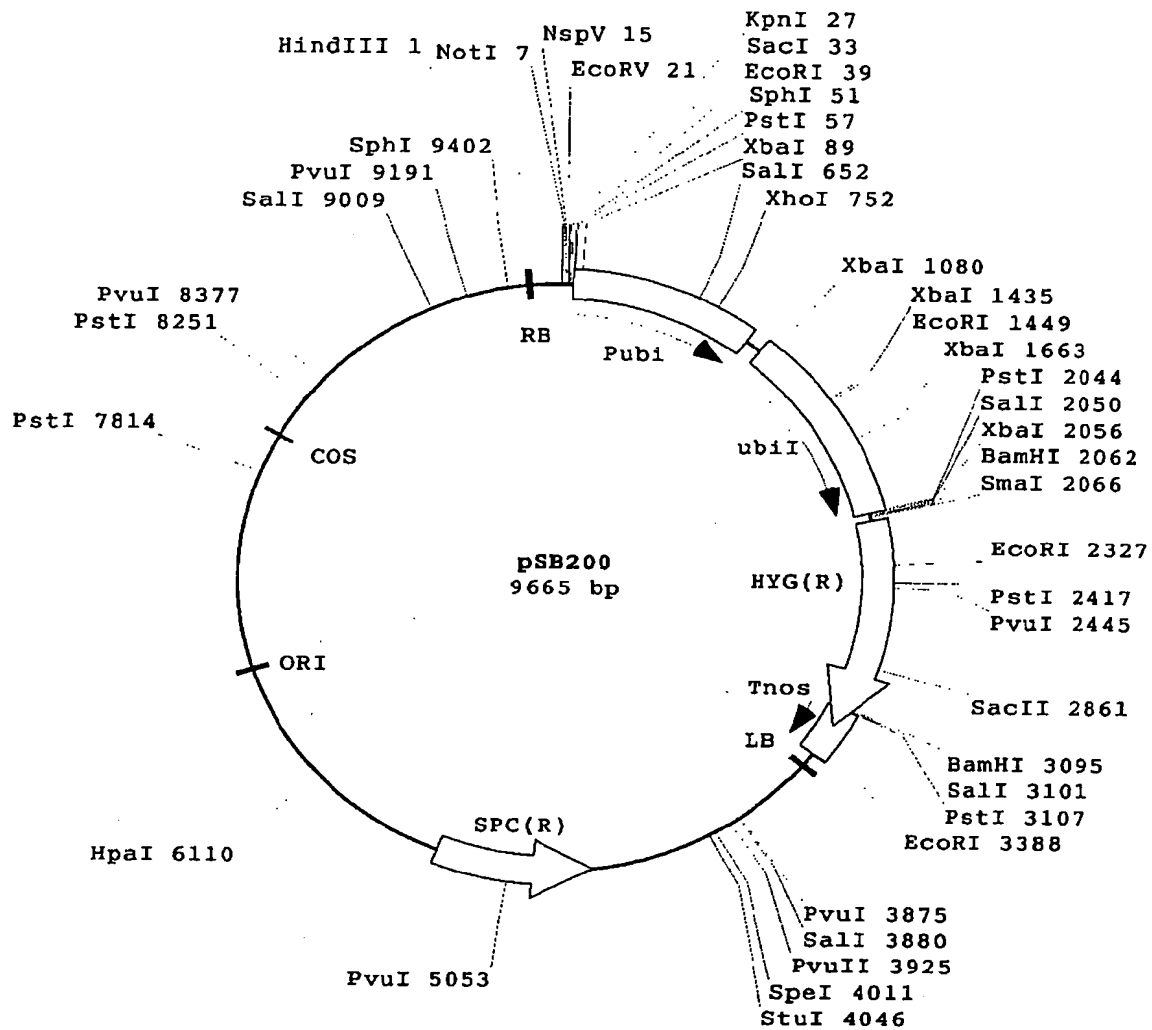 HindIII 1
NotI 7
NspV 15
EcoRV 21
KpnI 27
SacI 33
EcoRI 39
SphI 51
PstI 57
XbaI 89
SalI 652
XhoI 752
XbaI 1080
XbaI 1435
EcoRI 1449
XbaI 1663
PstI 2044
SalI 2050
XbaI 2056
BamHI 2062
SmaI 2066
EcoRI 2327
PstI 2417
PvuI 2445
SacII 2861
BamHI 3095
SalI 3101
PstI 3107
EcoRI 3388
PvuI 3875
SalI 3880
PvuII 3925
SpeI 4011
StuI 4046
PvuI 5053
HpaI 6110
PstI 7814
PstI 8251
PvuI 8377
SalI 9009
PvuI 9191
SphI 9402
RB
Pubi
ubiI
HYG(R)
Tnos
LB
SPC(R)
ORI
COS
pSB200
9665 bp